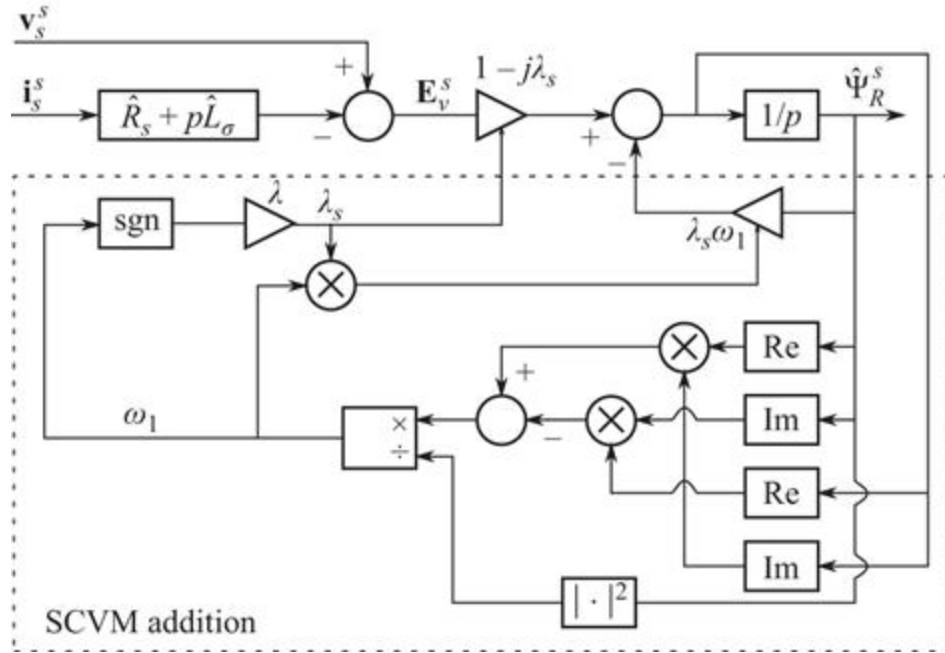 v_s^s
i_s^s
R̂_s + pL̂_σ
+
−
E_v^s
1 − jλ_s
+
−
1/p
Ψ̂_R^s
sgn
λ
λ_s
×
λ_sω_1
×
Re
+
ω_1
×
÷
−
×
Im
Re
Im
| · |^2
SCVM addition